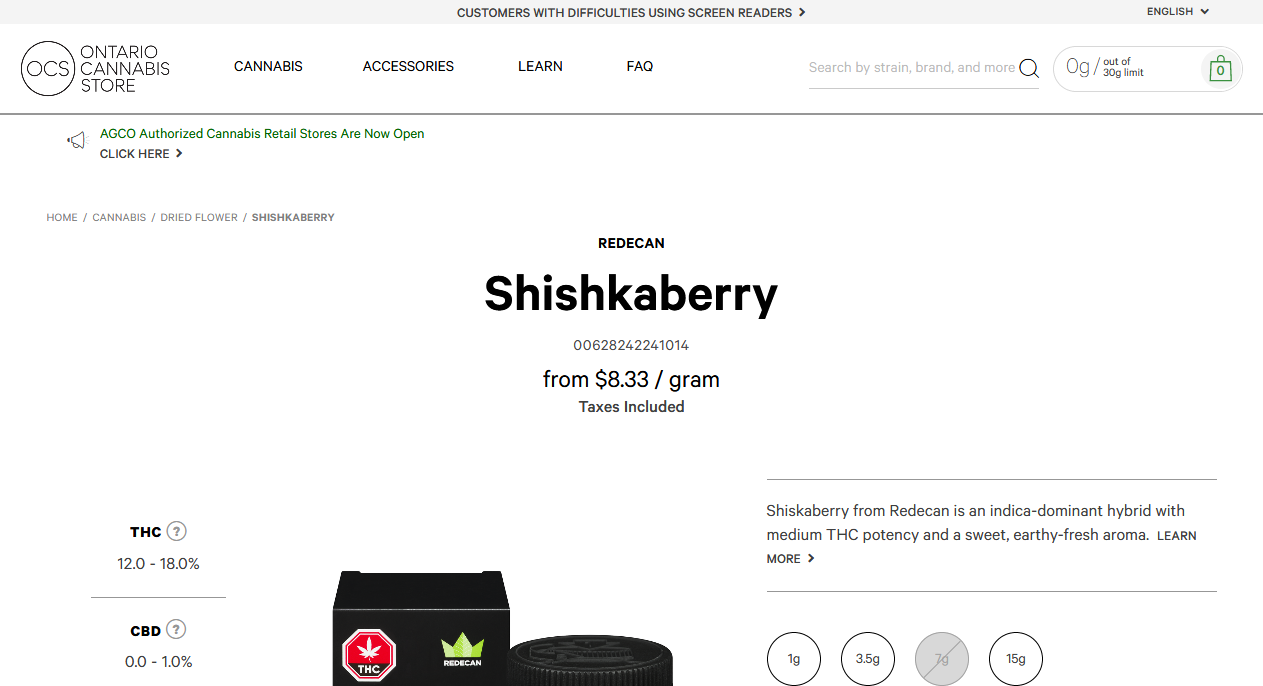 CUSTOMERS WITH DIFFICULTIES USING SCREEN READERS
ENGLISH
OCS
ONTARIO
CANNABIS
STORE
CANNABIS
ACCESSORIES
LEARN
FAQ
Search by strain, brand, and more
0g / out of
30g limit
0
AGCO Authorized Cannabis Retail Stores Are Now Open
CLICK HERE
HOME / CANNABIS / DRIED FLOWER / SHISHKABERRY
REDECAN
Shishkaberry
00628242241014
from $8.33 / gram
Taxes Included
THC ?
12.0 - 18.0%
CBD ?
0.0 - 1.0%
THC
REDECAN
Shiskaberry from Redecan is an indica-dominant hybrid with
medium THC potency and a sweet, earthy-fresh aroma. LEARN
MORE
1g
3.5g
7g
15g